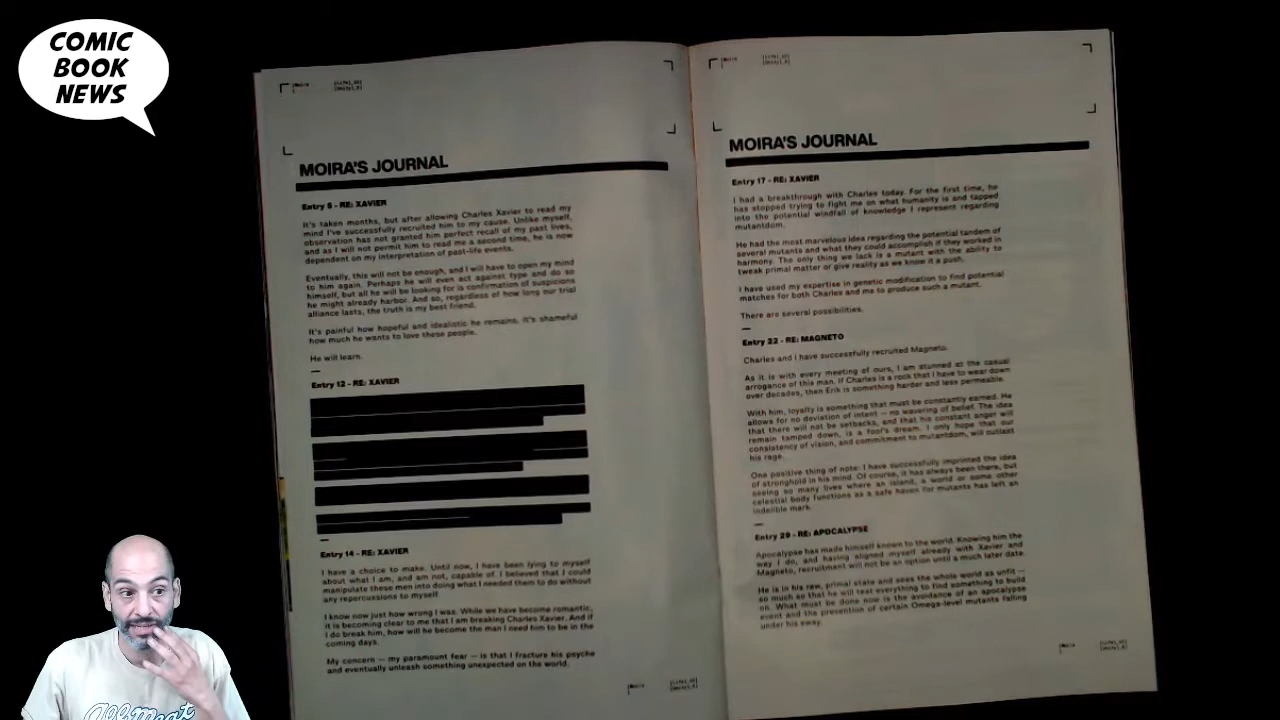 COMIC
BOOK
NEWS
MOIRA'S JOURNAL
Entry 5 - RE: XAVIER
It's taken months, but after allowing Charles Xavier to read my
mind I've successfully recruited him to my cause. Unlike myself,
observation has not granted him perfect recall of my past lives,
and as I will not permit him to read me a second time, he is now
dependent on my interpretation of past-life events.
Eventually, this will not be enough, and I will have to open my mind
to him again. Perhaps he will even act against type and do so
himself, but all he will be looking for is confirmation of suspicions
he might already harbor. And so, regardless of how long our trial
alliance lasts, the truth is my best friend.
It's painful how hopeful and idealistic he remains. It's shameful
how much he wants to love these people.
He will learn.
Entry 12 - RE: XAVIER
Entry 14 - RE: XAVIER
I have a choice to make. Until now, I have been lying to myself
about what I am, and am not, capable of. I believed that I could
manipulate these men into doing what I needed them to do without
any repercussions to myself.
I know now just how wrong I was. While we have become romantic,
it is becoming clear to me that I am breaking Charles Xavier. And if
I do break him, how will he become the man I need him to be in the
coming days.
My concern — my paramount fear — is that I fracture his psyche
and eventually unleash something unexpected on the world.
MOIRA'S JOURNAL
Entry 17 - RE: XAVIER
I had a breakthrough with Charles today. For the first time, he
has stopped trying to fight me on what humanity is and tapped
into the potential windfall of knowledge I represent regarding
mutantdom.
He had the most marvelous idea regarding the potential tandem of
several mutants and what they could accomplish if they worked in
harmony. The only thing we lack is a mutant with the ability to
tweak primal matter or give reality as we know it a push.
I have used my expertise in genetic modification to find potential
matches for both Charles and me to produce such a mutant.
There are several possibilities.
Entry 22 - RE: MAGNETO
Charles and I have successfully recruited Magneto.
As it is with every meeting of ours, I am stunned at the casual
arrogance of this man. If Charles is a rock that I have to wear down
over decades, then Erik is something harder and less permeable.
With him, loyalty is something that must be constantly earned. He
allows for no deviation of intent — no wavering of belief. The idea
that there will not be setbacks, and that his constant anger will
remain tamped down, is a fool's dream. I only hope that our
consistency of vision, and commitment to mutantdom, will outlast
his rage.
One positive thing of note: I have successfully imprinted the idea
of stronghold in his mind. Of course, it has always been there, but
seeing so many lives where an island, a world or some other
celestial body functions as a safe haven for mutants has left an
indelible mark.
Entry 29 - RE: APOCALYPSE
Apocalypse has made himself known to the world. Knowing him the
way I do, and having aligned myself already with Xavier and
Magneto, recruitment will not be an option until a much later date.
He is in his raw, primal state and sees the whole world as unfit —
so much so that he will test everything to find something to build
on. What must be done now is the avoidance of an apocalypse
event and the prevention of certain Omega-level mutants falling
under his sway.